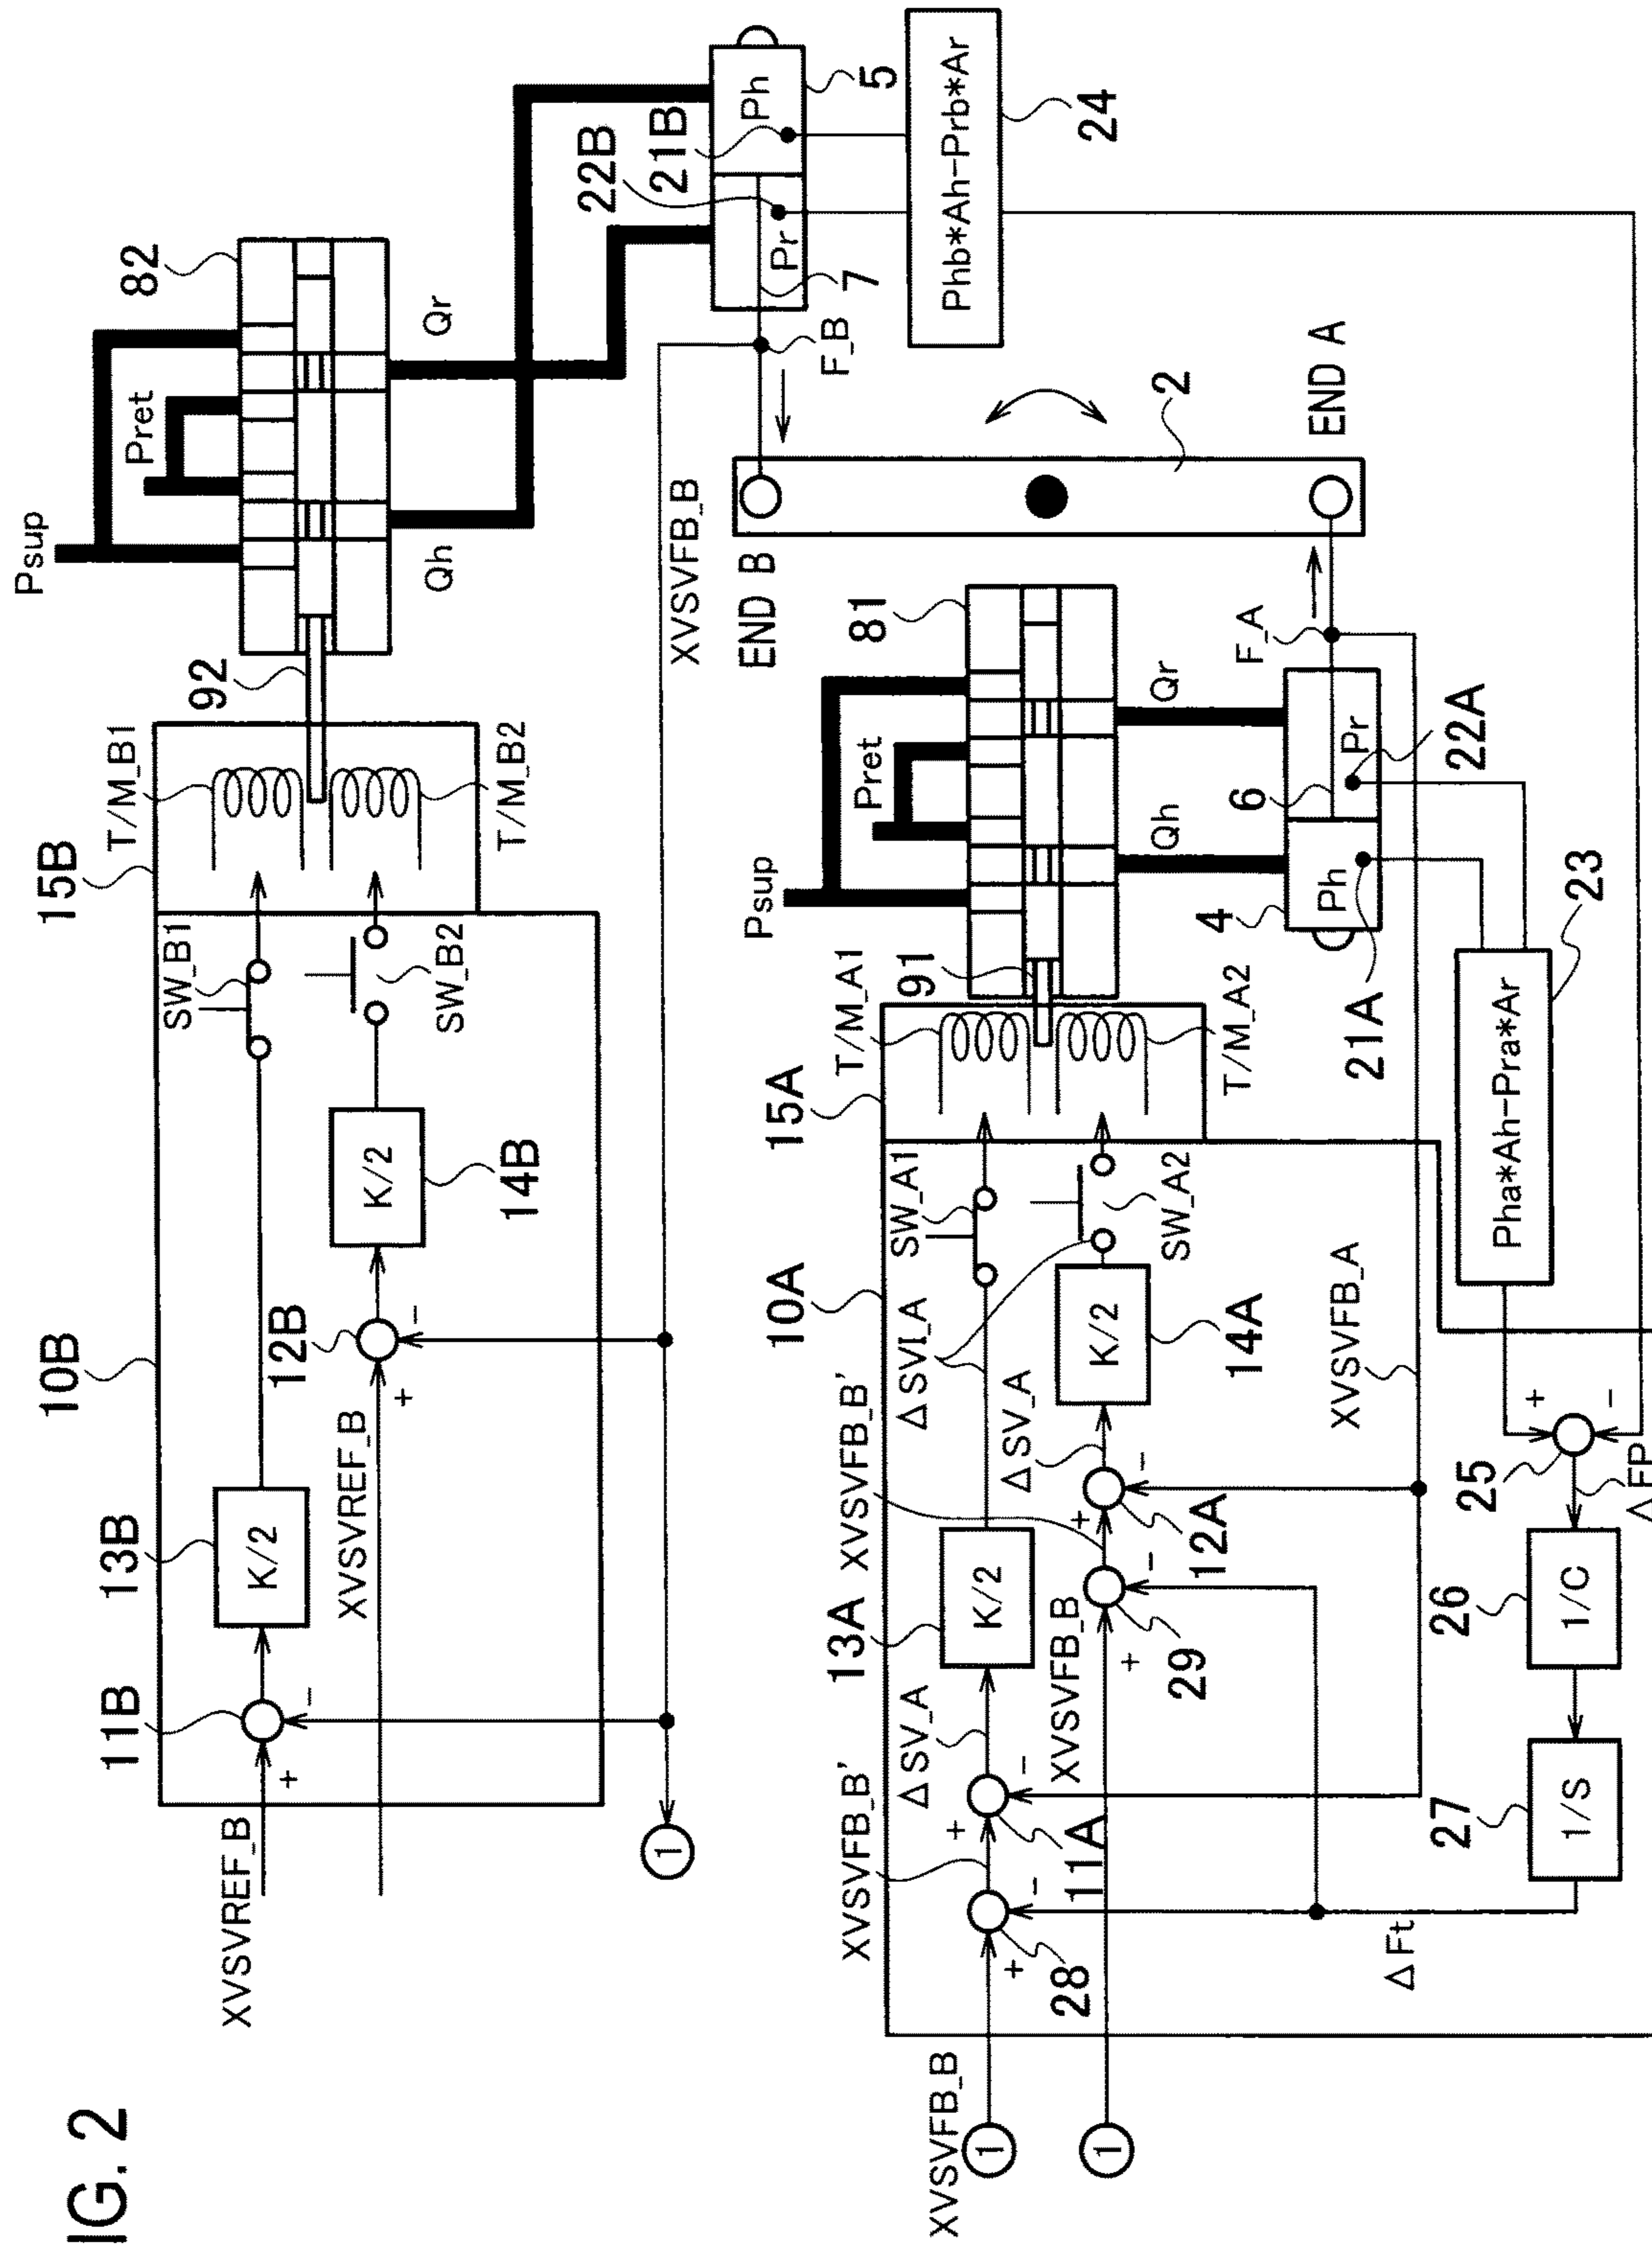 IG. 2
10B
15B
92
82
Psup
Pret
Qh
Qr
T/M_B1
T/M_B2
SW_B1
SW_B2
11B
13B
K/2
12B
14B
K/2
XVSVREF_B
XVSVREF_B
+
-
+
-
1
XVSVFB_B
END B
END A
2
F_B
7
22B
21B
Pr
Ph
5
Phb*Ah-Prb*Ar
24
10A
15A
91
81
Psup
Pret
Qh
Qr
T/M_A1
T/M_A2
SW_A1
SW_A2
ΔSVI_A
XVSVFB_B
1
1
+
-
28
XVSVFB_B'
+
-
11A
ΔSV_A
13A
K/2
XVSVFB_B
+
-
29
XVSVFB_B'
+
-
12A
ΔSV_A
14A
K/2
XVSVFB_A
F_A
6
4
Ph
Pr
21A
22A
23
Pha*Ah-Pra*Ar
+
-
25
ΔFP
26
1/C
27
1/S
ΔFt